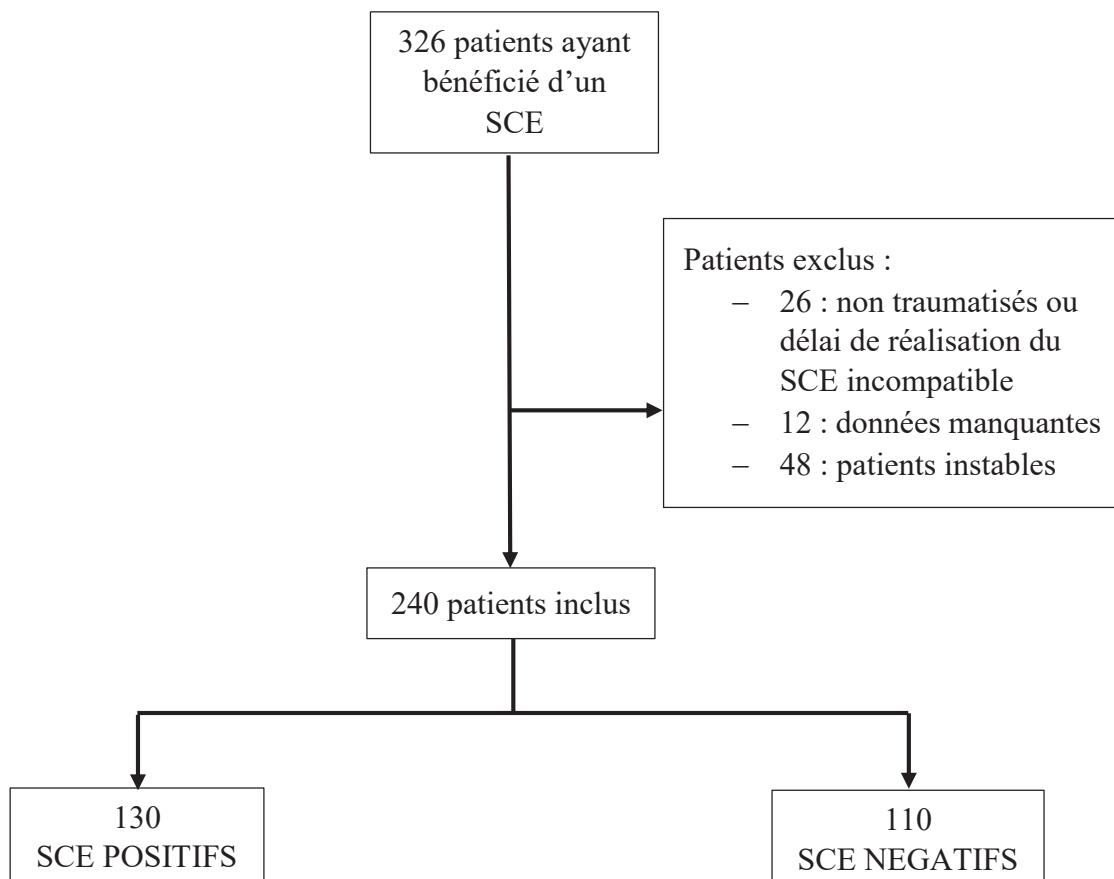 326 patients ayant
bénéficié d’un
SCE
Patients exclus :
– 26 : non traumatisés ou
délai de réalisation du
SCE incompatible
– 12 : données manquantes
– 48 : patients instables
240 patients inclus
130
SCE POSITIFS
110
SCE NEGATIFS